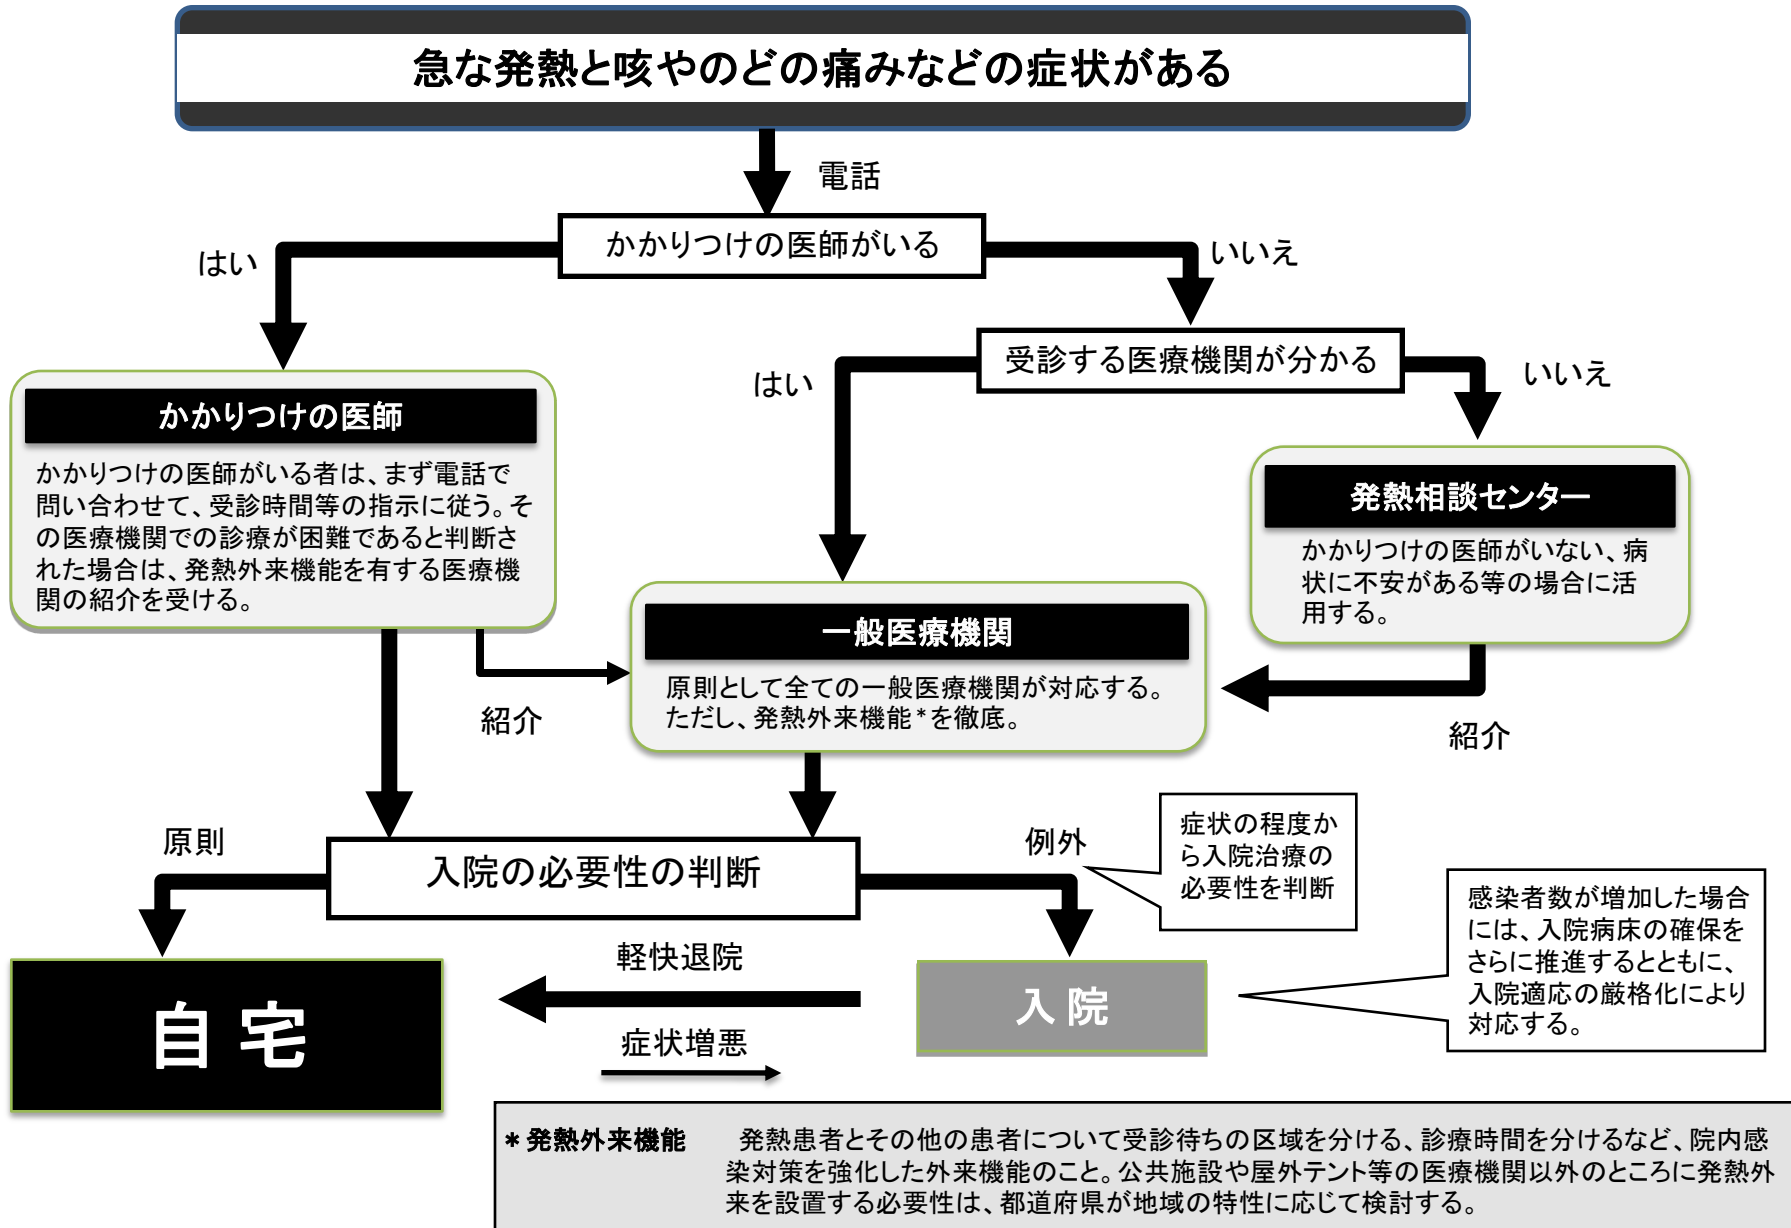 急な発熱と咳やのどの痛みなどの症状がある
電話
かかりつけの医師がいる
はい
いいえ
受診する医療機関が分かる
はい
いいえ
かかりつけの医師
かかりつけの医師がいる者は、まず電話で
問い合わせて、受診時間等の指示に従う。そ
の医療機関での診療が困難であると判断さ
れた場合は、発熱外来機能を有する医療機
関の紹介を受ける。
発熱相談センター
かかりつけの医師がいない、病
状に不安がある等の場合に活
用する。
一般医療機関
原則として全ての一般医療機関が対応する。
ただし、発熱外来機能*を徹底。
紹介
紹介
原則
入院の必要性の判断
例外
症状の程度か
ら入院治療の
必要性を判断
感染者数が増加した場合
には、入院病床の確保を
さらに推進するとともに、
入院適応の厳格化により
対応する。
自宅
軽快退院
症状増悪
入院
*発熱外来機能 発熱患者とその他の患者について受診待ちの区域を分ける、診療時間を分けるなど、院内感
染対策を強化した外来機能のこと。公共施設や屋外テント等の医療機関以外のところに発熱外
来を設置する必要性は、都道府県が地域の特性に応じて検討する。